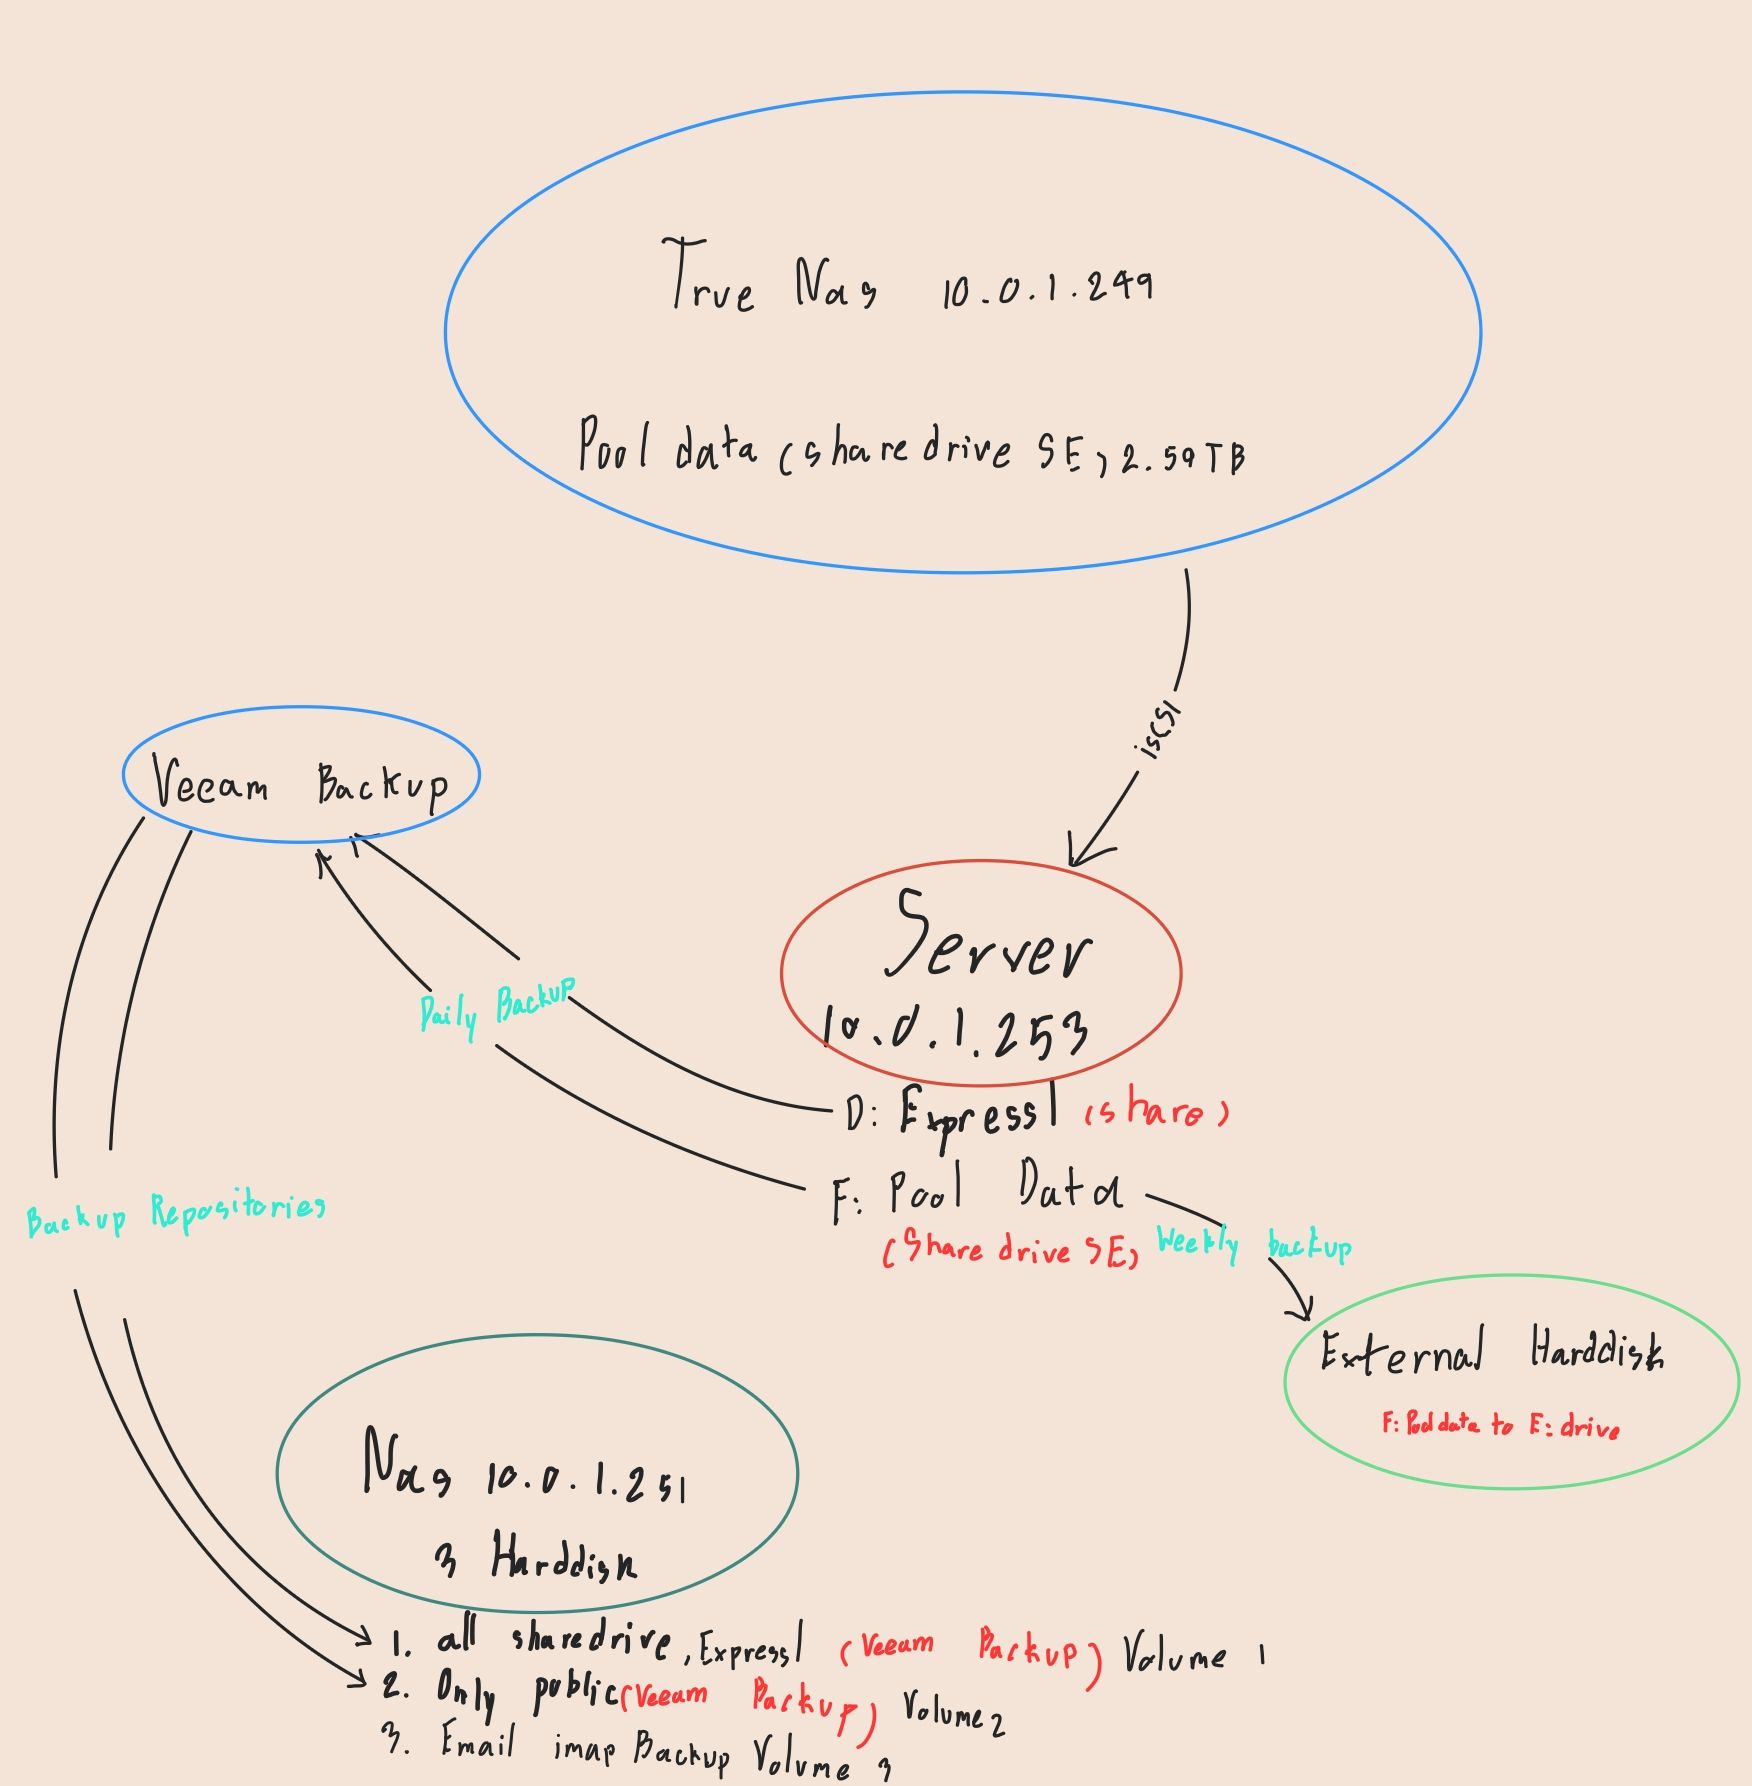 True Nas 10.0.1.249
Pool data (share drive SE) 2.59TB
iscsi
Veeam Backup
Server
10.0.1.253
Daily Backup
D: Express1 (share)
F: Pool Data
(Share drive SE)
Weekly backup
Backup Repositories
External Harddisk
F: Pool data to E: drive
Nas 10.0.1.251
3 Harddisk
1. all sharedrive, Express1 (Veeam Backup) Volume 1
2. Only public (Veeam Backup) Volume 2
3. Email imap Backup Volume 3